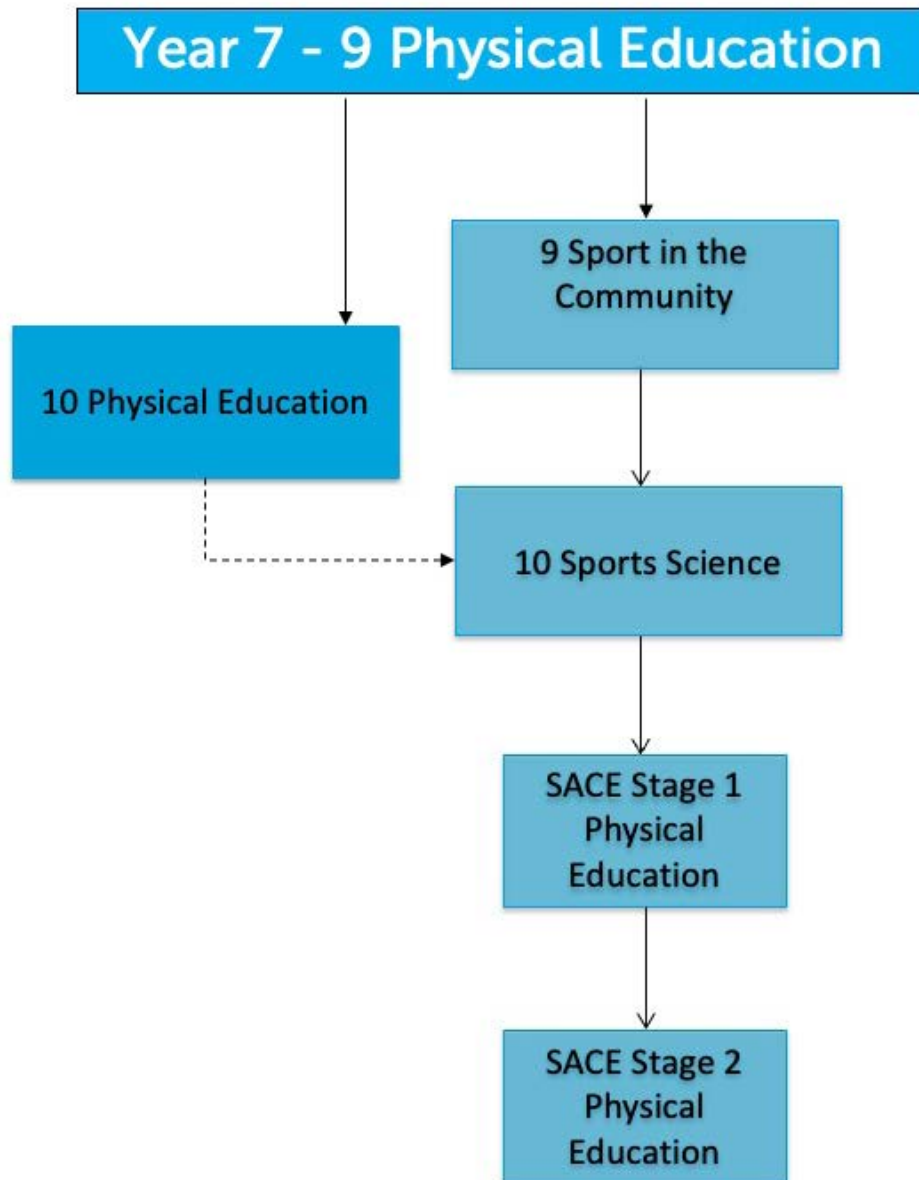 Year 7 - 9 Physical Education
9 Sport in the
Community
10 Physical Education
10 Sports Science
SACE Stage 1
Physical
Education
SACE Stage 2
Physical
Education